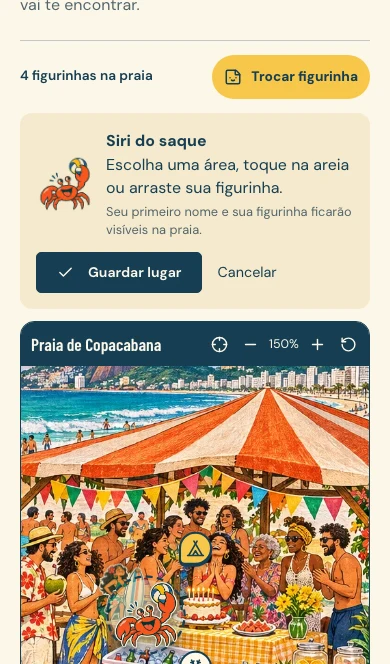 vai te encontrar.
4 figurinhas na praia
Trocar figurinha
Siri do saque
Escolha uma área, toque na areia
ou arraste sua figurinha.
Seu primeiro nome e sua figurinha ficarão
visíveis na praia.
Guardar lugar
Cancelar
Praia de Copacabana
150%